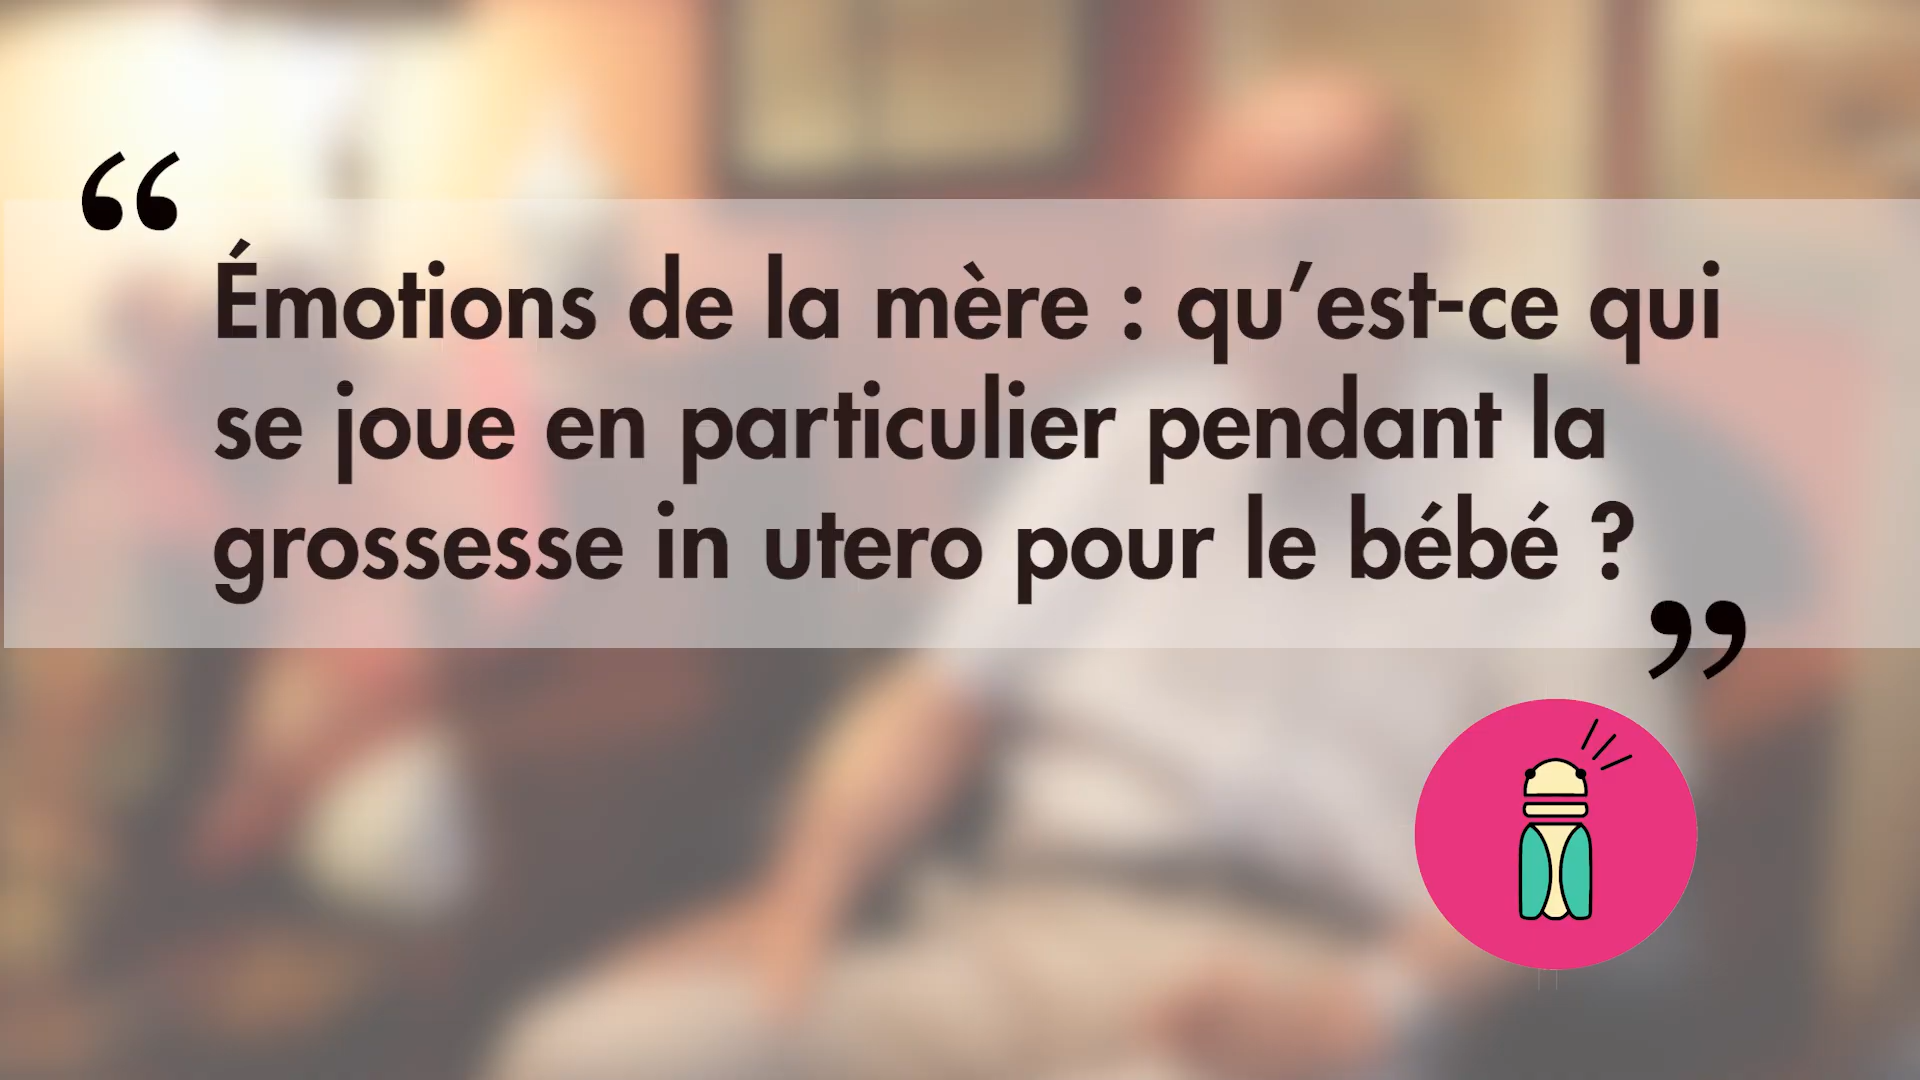 “
Émotions de la mère : qu’est-ce qui
se joue en particulier pendant la
grossesse in utero pour le bébé ?
”